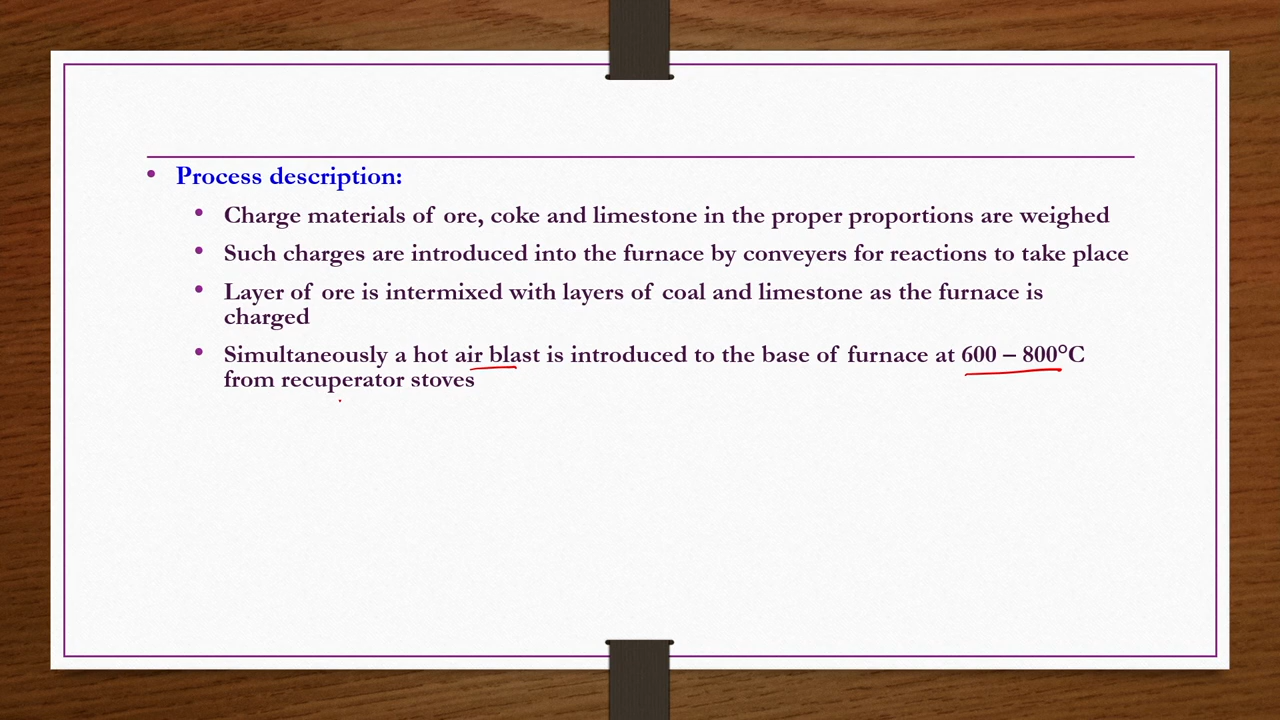 • Process description:
• Charge materials of ore, coke and limestone in the proper proportions are weighed
• Such charges are introduced into the furnace by conveyers for reactions to take place
• Layer of ore is intermixed with layers of coal and limestone as the furnace is
charged
• Simultaneously a hot air blast is introduced to the base of furnace at 600 – 800°C
from recuperator stoves